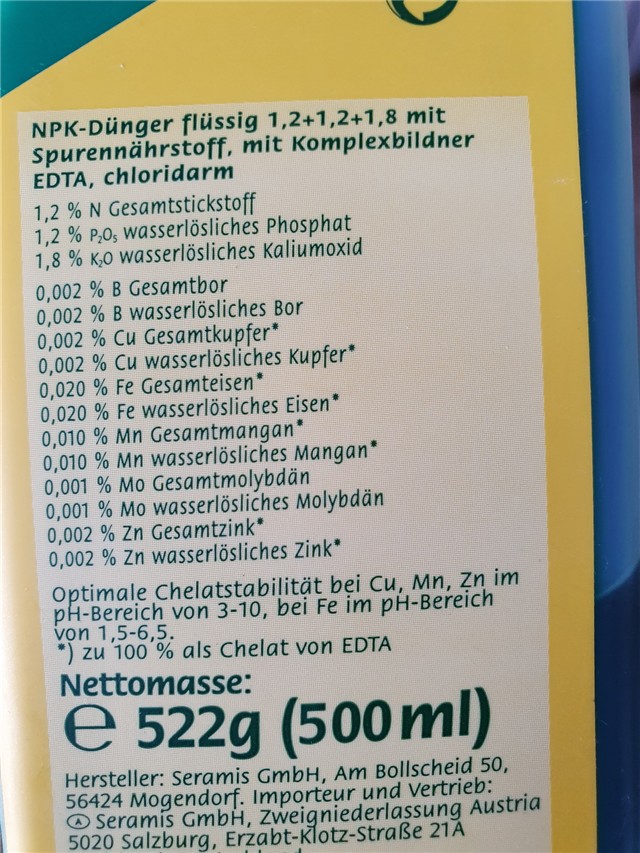 NPK-Dünger flüssig 1,2+1,2+1,8 mit
Spurennährstoff, mit Komplexbildner
EDTA, chloridarm
1,2 % N Gesamtstickstoff
1,2 % P₂O₅ wasserlösliches Phosphat
1,8 % K₂O wasserlösliches Kaliumoxid
0,002 % B Gesamtbor
0,002 % B wasserlösliches Bor
0,002 % Cu Gesamtkupfer*
0,002 % Cu wasserlösliches Kupfer*
0,020 % Fe Gesamteisen*
0,020 % Fe wasserlösliches Eisen*
0,010 % Mn Gesamtmangan*
0,010 % Mn wasserlösliches Mangan*
0,001 % Mo Gesamtmolybdän
0,001 % Mo wasserlösliches Molybdän
0,002 % Zn Gesamtzink*
0,002 % Zn wasserlösliches Zink*
Optimale Chelatstabilität bei Cu, Mn, Zn im
pH-Bereich von 3-10, bei Fe im pH-Bereich
von 1,5-6,5.
*) zu 100 % als Chelat von EDTA
Nettomasse:
℮ 522g (500 ml)
Hersteller: Seramis GmbH, Am Bollscheid 50,
56424 Mogendorf. Importeur und Vertrieb:
Ⓐ Seramis GmbH, Zweigniederlassung Austria
5020 Salzburg, Erzabt-Klotz-Straße 21A